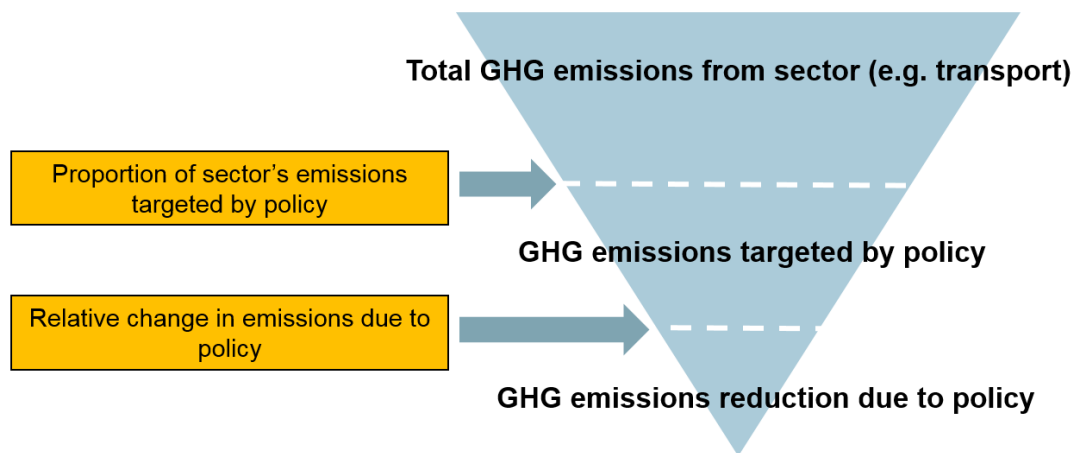 Total GHG emissions from sector (e.g. transport)
Proportion of sector’s emissions
targeted by policy
GHG emissions targeted by policy
Relative change in emissions due to
policy
GHG emissions reduction due to policy